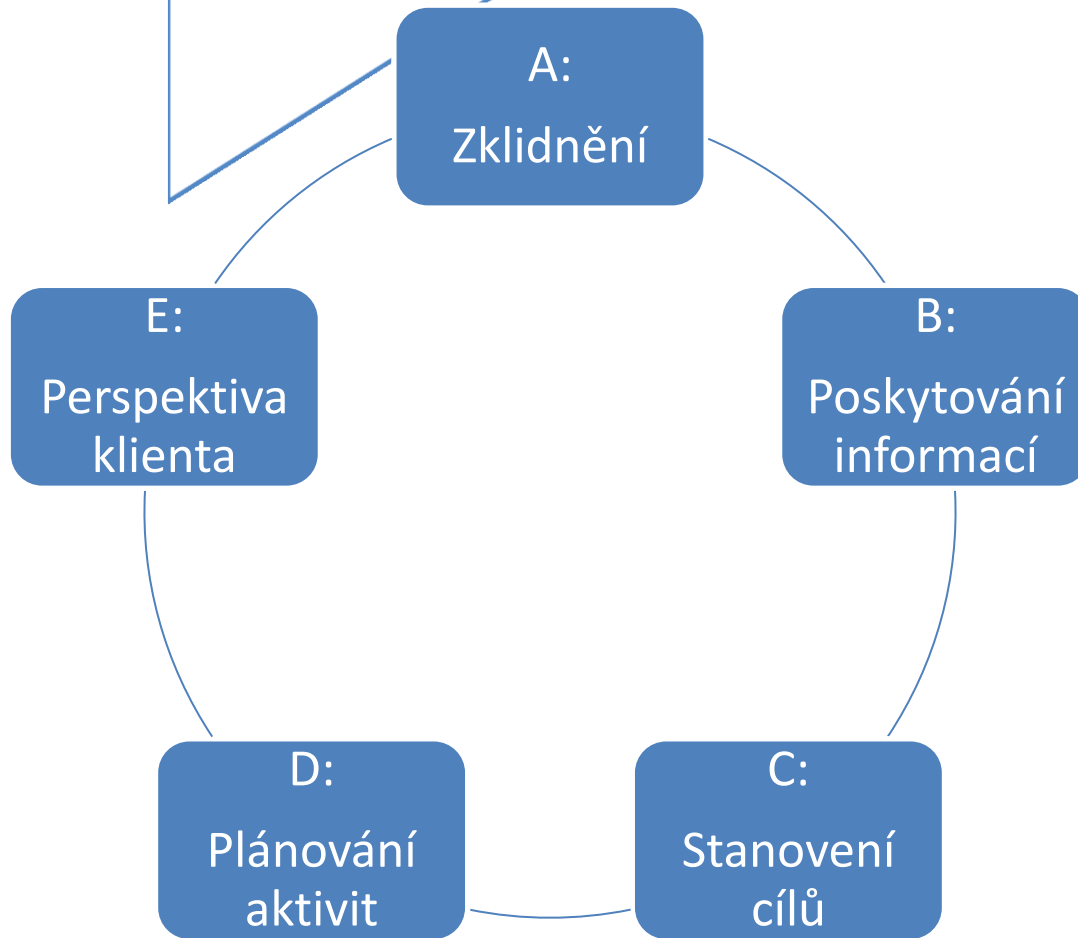 A:
Zklidnění
B:
Poskytování
informací
C:
Stanovení
cílů
D:
Plánování
aktivit
E:
Perspektiva
klienta